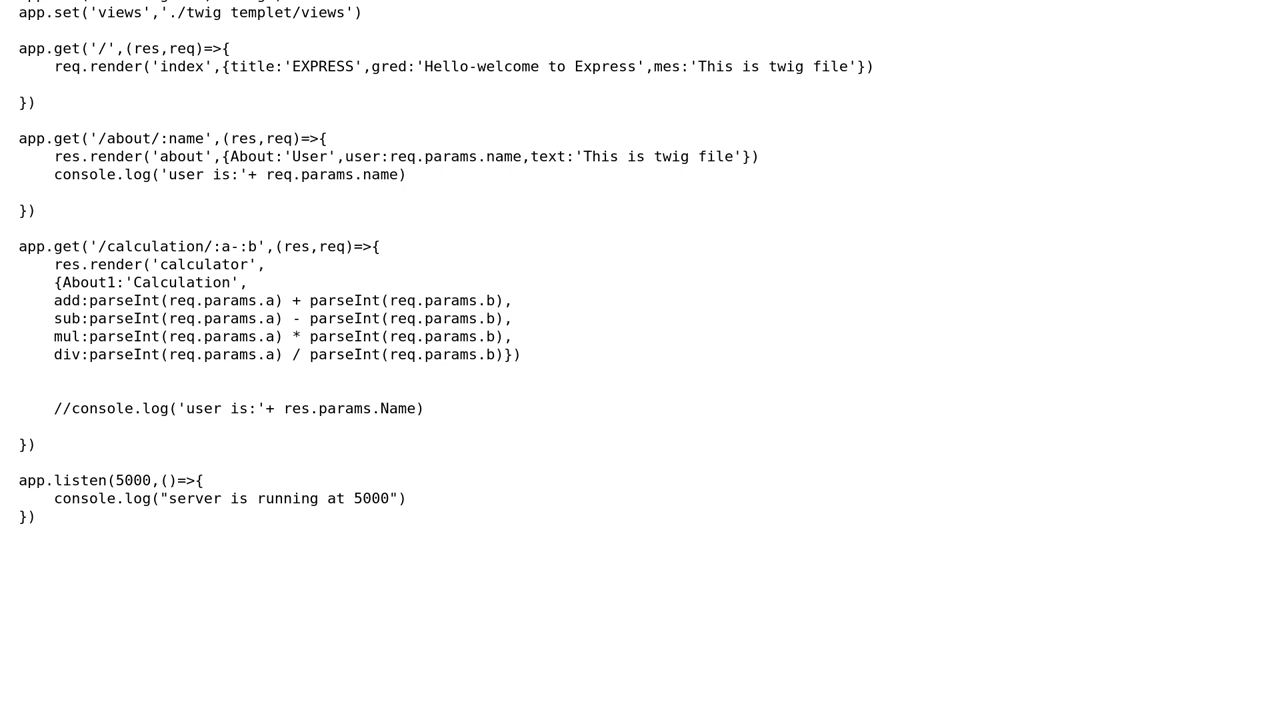 app.set('views','./twig templet/views')
app.get('/',(res,req)=>{
req.render('index',{title:'EXPRESS',gred:'Hello-welcome to Express',mes:'This is twig file'})
})
app.get('/about/:name',(res,req)=>{
res.render('about',{About:'User',user:req.params.name,text:'This is twig file'})
console.log('user is:'+ req.params.name)
})
app.get('/calculation/:a-:b',(res,req)=>{
res.render('calculator',
{About1:'Calculation',
add:parseInt(req.params.a) + parseInt(req.params.b),
sub:parseInt(req.params.a) - parseInt(req.params.b),
mul:parseInt(req.params.a) * parseInt(req.params.b),
div:parseInt(req.params.a) / parseInt(req.params.b)})
//console.log('user is:'+ res.params.Name)
})
app.listen(5000,()=>{
console.log("server is running at 5000")
})